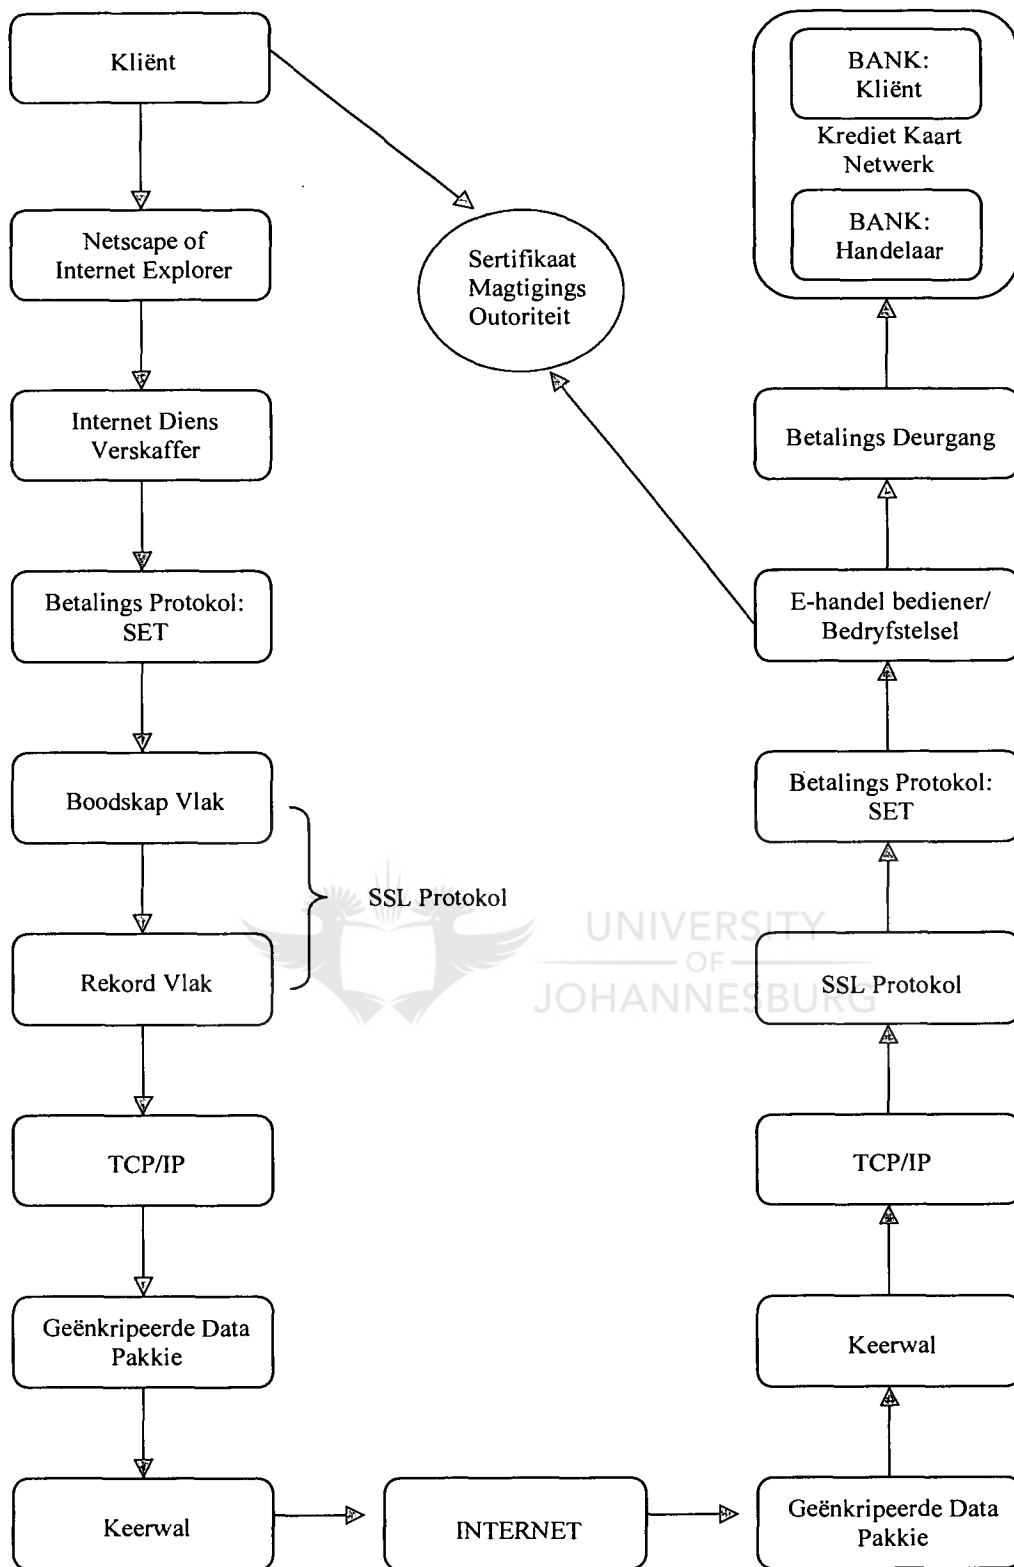 Kliënt
Netscape of
Internet Explorer
Internet Diens
Verskaffer
Betalings Protokol:
SET
Boodskap Vlak
SSL Protokol
Rekord Vlak
TCP/IP
Geënkripeerde Data
Pakkie
Keerwal
INTERNET
Sertifikaat
Magtigings
Outoriteit
BANK:
Kliënt
Krediet Kaart
Netwerk
BANK:
Handelaar
Betalings Deurgang
E-handel bediener/
Bedryfstelsel
Betalings Protokol:
SET
SSL Protokol
TCP/IP
Keerwal
Geënkripeerde Data
Pakkie
UNIVERSITY
OF
JOHANNESBURG